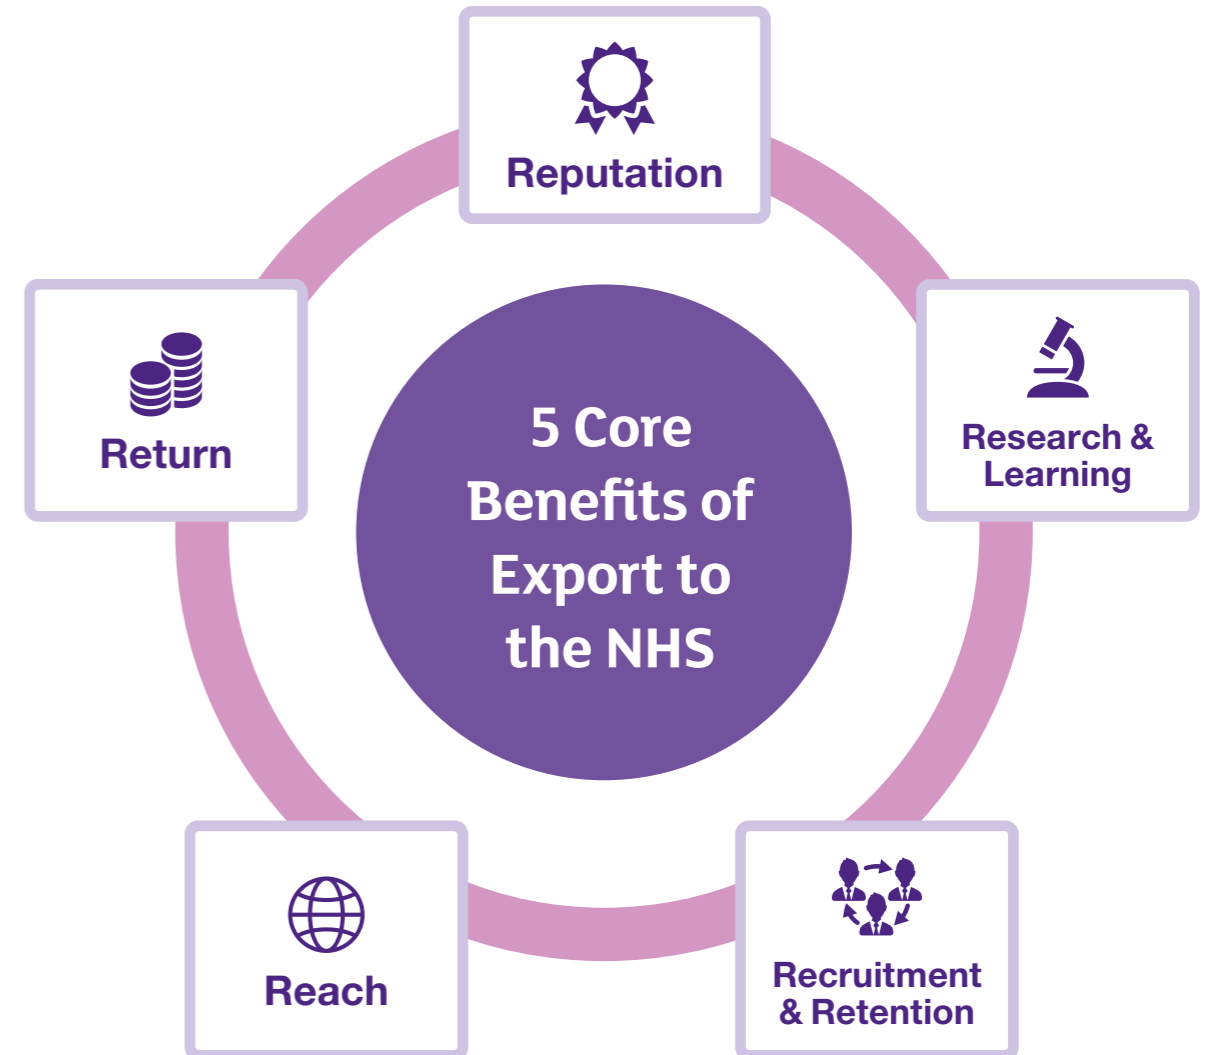 Reputation
Return
Research &
Learning
5 Core
Benefits of
Export to
the NHS
Reach
Recruitment
& Retention